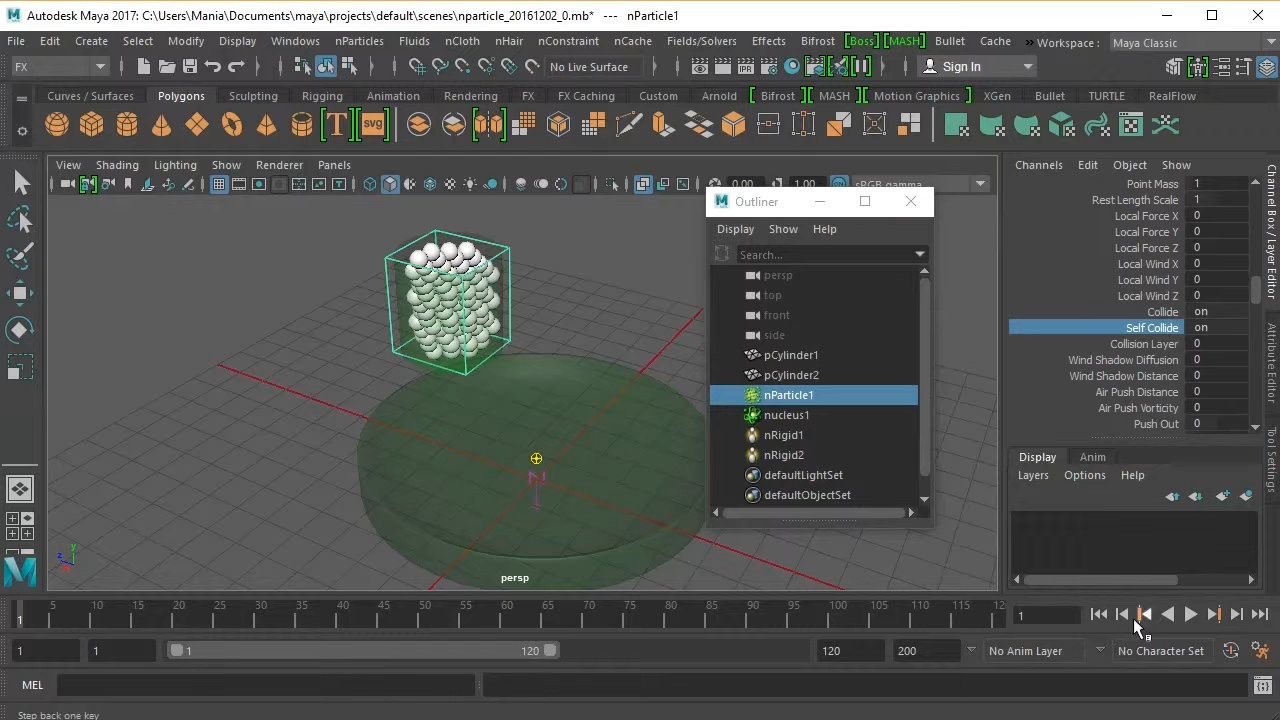 Autodesk Maya 2017: C:\Users\Mania\Documents\maya\projects\default\scenes\nparticle_20161202_0.mb* --- nParticle1
File Edit Create Select Modify Display Windows nParticles Fluids nCloth nHair nConstraint nCache Fields/Solvers Effects Bifrost [Boss] [MASH] Bullet Cache » Workspace : Maya Classic
FX No Live Surface IPR Sign In
Curves / Surfaces Polygons Sculpting Rigging Animation Rendering FX FX Caching Custom Arnold [ Bifrost ][ MASH ][ Motion Graphics ] XGen Bullet TURTLE RealFlow
T svg
View Shading Lighting Show Renderer Panels
0.00 1.00 sRGB gamma
Outliner
Display Show Help
Search...
persp
top
front
side
pCylinder1
pCylinder2
nParticle1
nucleus1
nRigid1
nRigid2
defaultLightSet
defaultObjectSet
N
y
z
x
persp
Channels Edit Object Show
Point Mass 1
Rest Length Scale 1
Local Force X 0
Local Force Y 0
Local Force Z 0
Local Wind X 0
Local Wind Y 0
Local Wind Z 0
Collide on
Self Collide on
Collision Layer 0
Wind Shadow Diffusion 0
Wind Shadow Distance 0
Air Push Distance 0
Air Push Vorticity 0
Push Out 0
Channel Box / Layer Editor
Attribute Editor
Tool Settings
Display Anim
Layers Options Help
5 10 15 20 25 30 35 40 45 50 55 60 65 70 75 80 85 90 95 100 105 110 115 12
1 1
1 1 1 120 120 200 No Anim Layer No Character Set
MEL
Step back one key